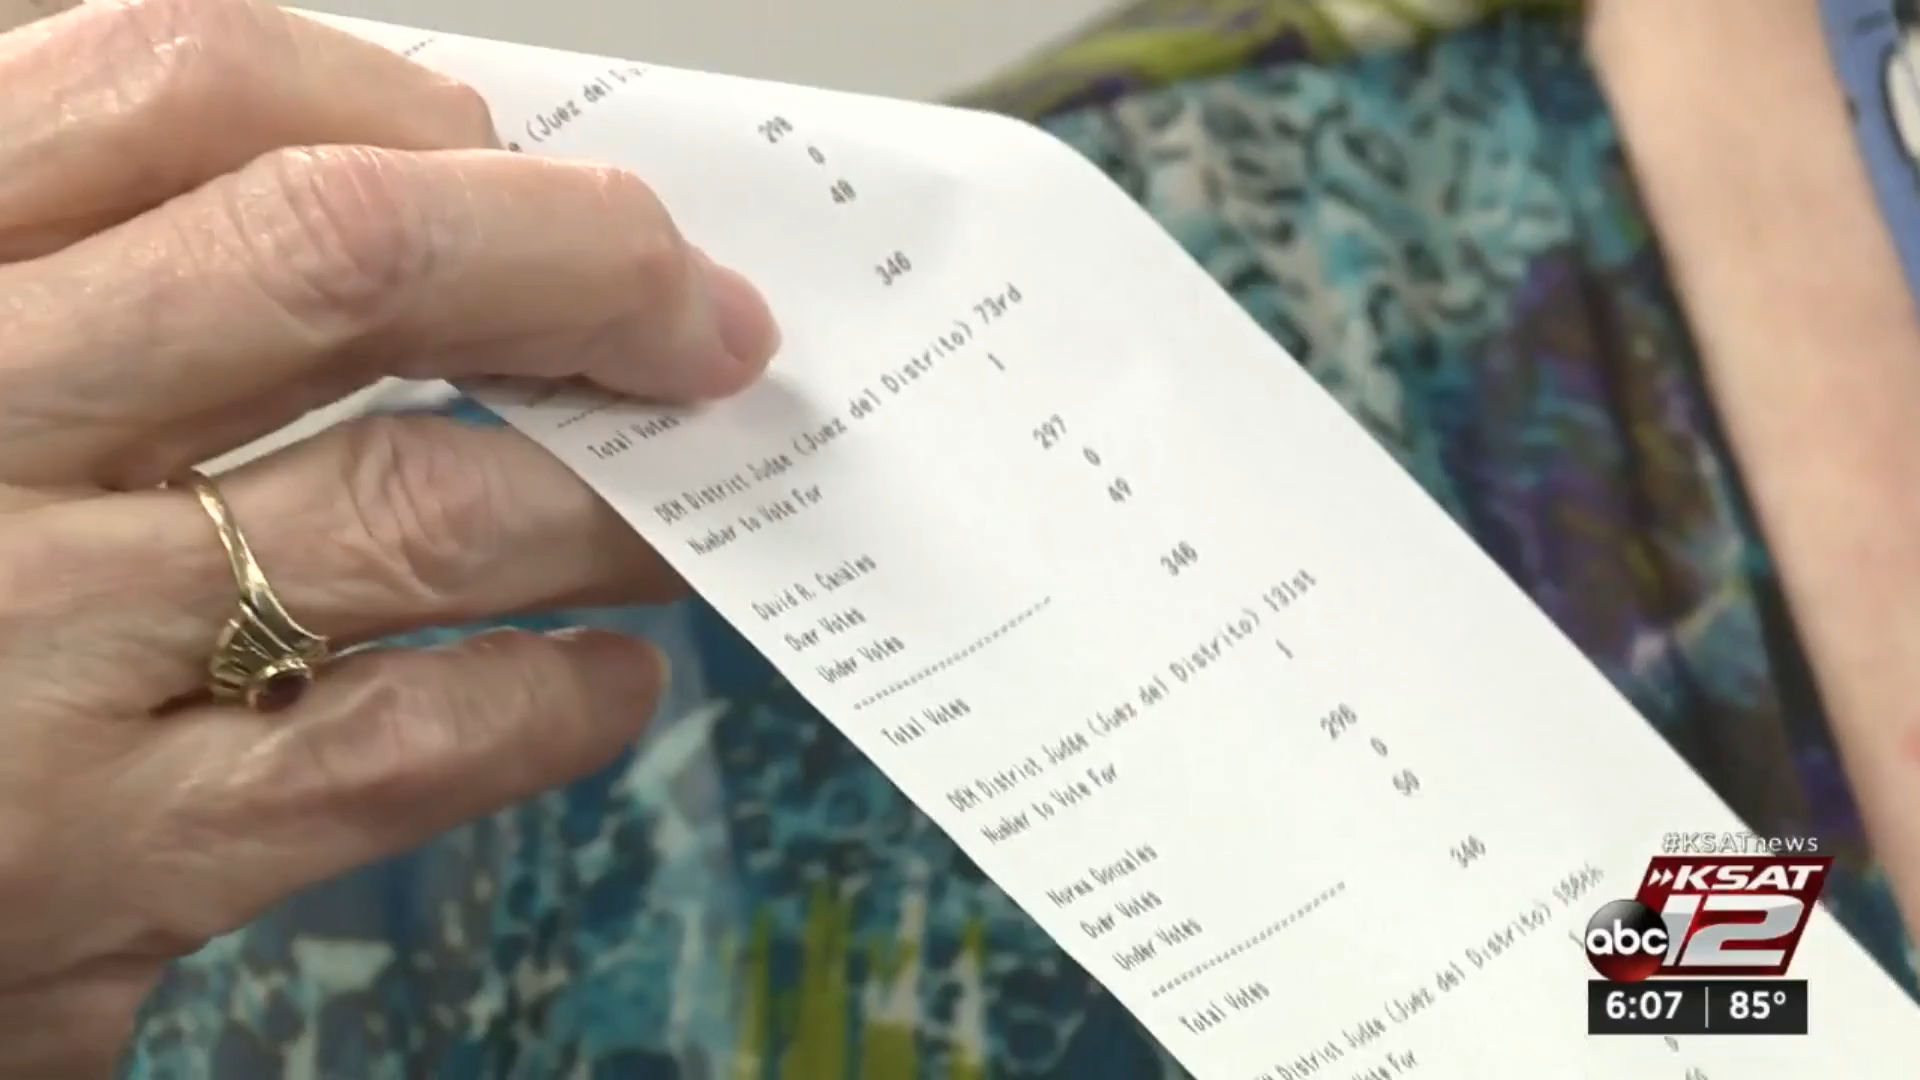 (Juez del
298
0
48
Total Votes 346
DEM District Judge (Juez del Distrito) 73rd
Number to Vote For 1
David A. Canales 297
Over Votes 0
Under Votes 49
Total Votes 346
DEM District Judge (Juez del Distrito) 131st
Number to Vote For 1
Norma Gonzales 296
Over Votes 0
Under Votes 50
Total Votes 346
District Judge (Juez del Distrito)
Vote For
#KSATnews
KSAT
abc 12
6:07 | 85°